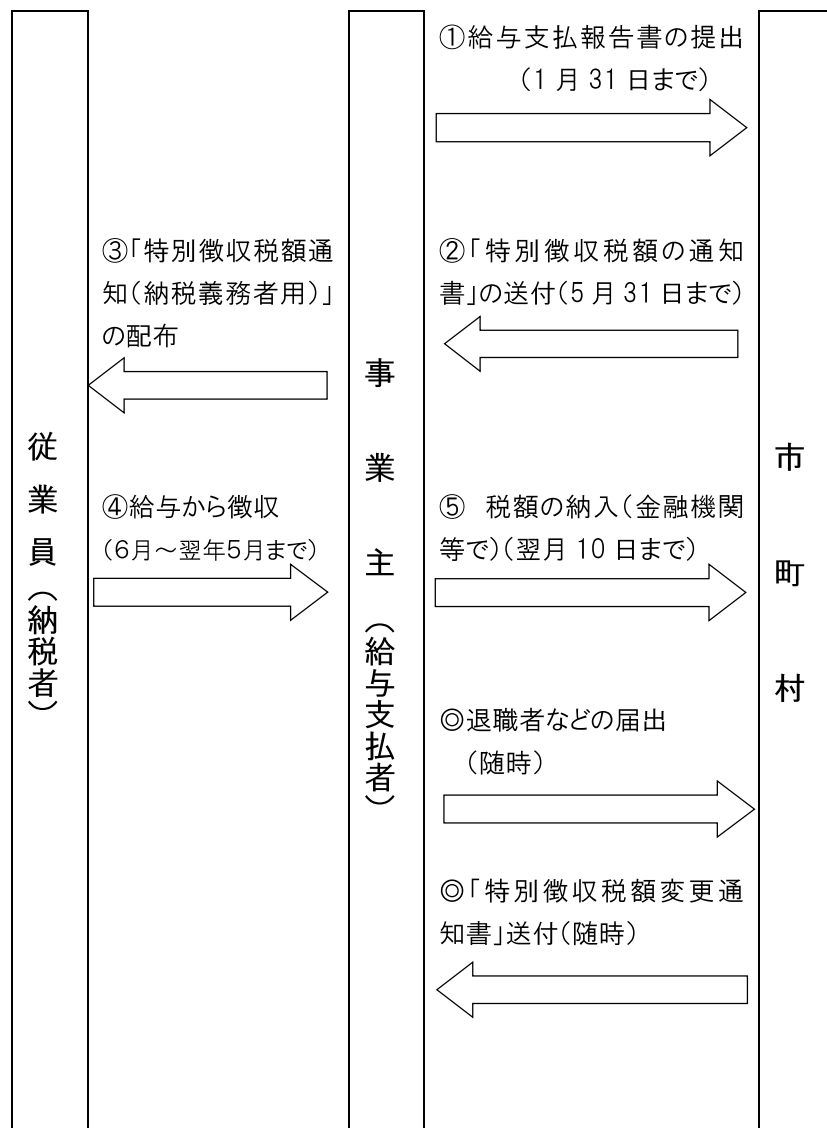 ①給与支払報告書の提出
（1月31日まで）
③「特別徴収税額通
知（納税義務者用）」
の配布
②「特別徴収税額の通知
書」の送付（5月31日まで）
従業員（納税者）
事業主（給与支払者）
市町村
④給与から徴収
（6月～翌年5月まで）
⑤　税額の納入（金融機関
等で）（翌月10日まで）
◎退職者などの届出
（随時）
◎「特別徴収税額変更通
知書」送付（随時）